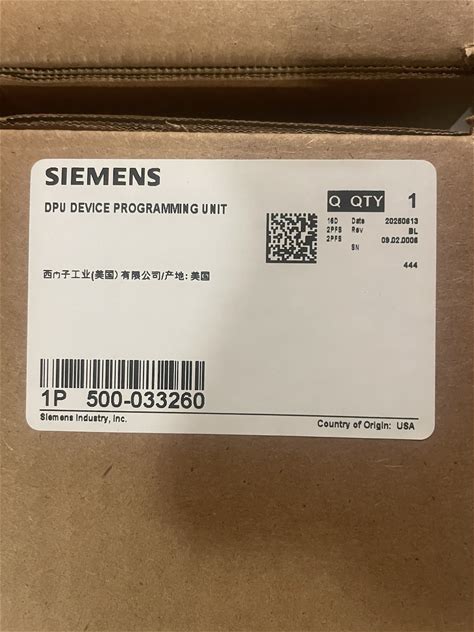 SIEMENS
DPU DEVICE PROGRAMMING UNIT
Q QTY 1
16D Date 20250613
2PFS Rev BL
2PFS 09.02.0006
SN
444
西门子工业(美国) 有限公司/产地: 美国
1P 500-033260
Siemens Industry, Inc.
Country of Origin: USA